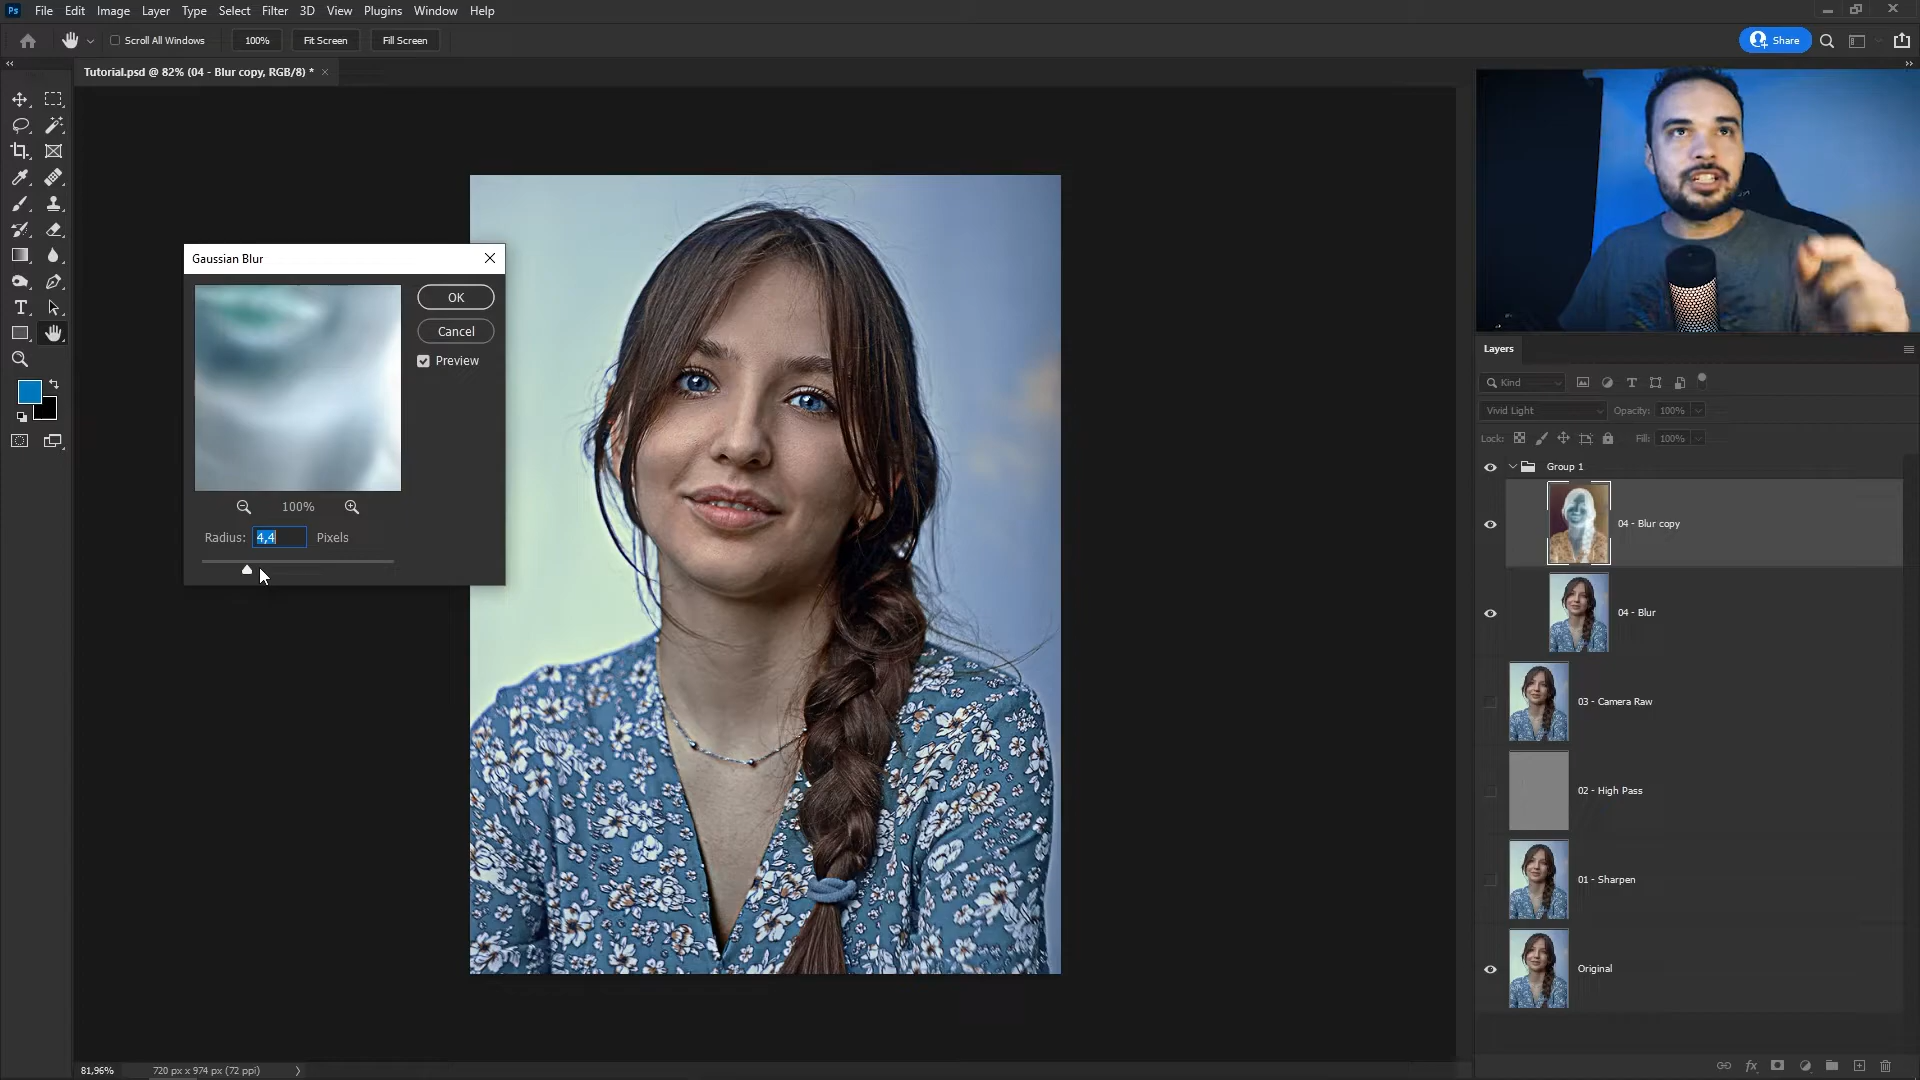 Ps File Edit Image Layer Type Select Filter 3D View Plugins Window Help
Scroll All Windows 100% Fit Screen Fill Screen Share
Tutorial.psd @ 82% (04 - Blur copy, RGB/8) *
Gaussian Blur
OK
Cancel
Preview
100%
Radius: 4,4 Pixels
T
Layers
Kind
Vivid Light Opacity: 100%
Lock: Fill: 100%
Group 1
04 - Blur copy
04 - Blur
03 - Camera Raw
02 - High Pass
01 - Sharpen
Original
fx
81,96% 720 px x 974 px (72 ppi)